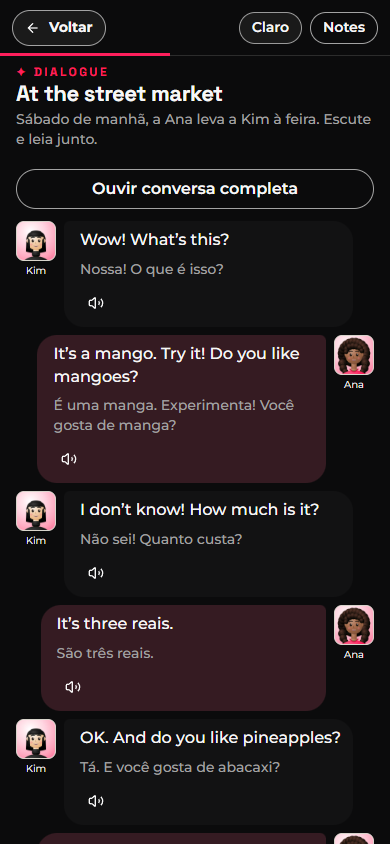 Voltar
Claro
Notes
DIALOGUE
At the street market
Sábado de manhã, a Ana leva a Kim à feira. Escute
e leia junto.
Ouvir conversa completa
Kim
Wow! What’s this?
Nossa! O que é isso?
Ana
It’s a mango. Try it! Do you like
mangoes?
É uma manga. Experimenta! Você
gosta de manga?
Kim
I don’t know! How much is it?
Não sei! Quanto custa?
Ana
It’s three reais.
São três reais.
Kim
OK. And do you like pineapples?
Tá. E você gosta de abacaxi?